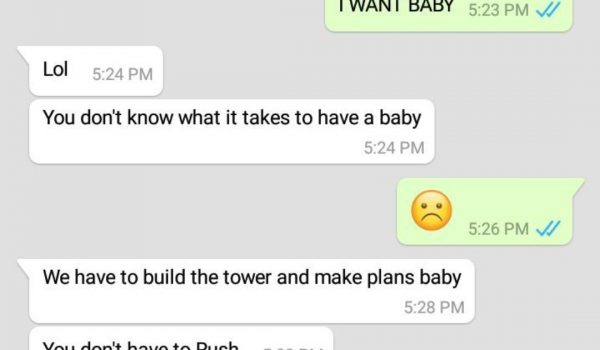 I WANT BABY 5:23 PM
Lol 5:24 PM
You don't know what it takes to have a baby
5:24 PM
5:26 PM
We have to build the tower and make plans baby
5:28 PM
You don't have to